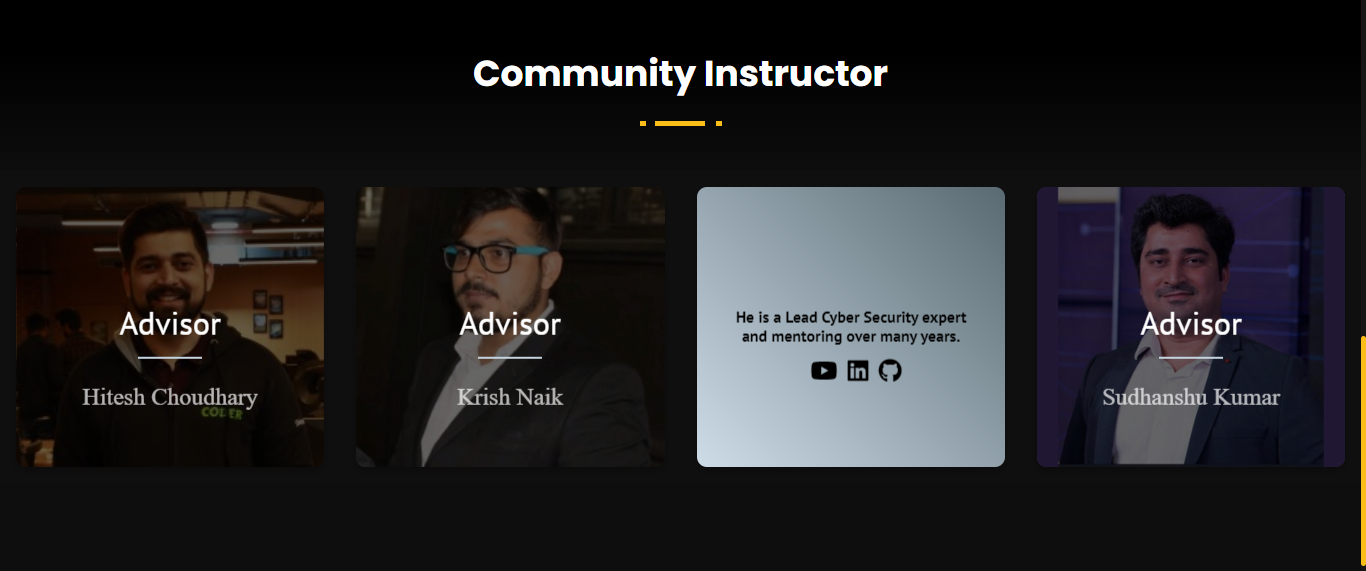 Community Instructor
Advisor
Hitesh Choudhary
Advisor
Krish Naik
He is a Lead Cyber Security expert
and mentoring over many years.
Advisor
Sudhanshu Kumar